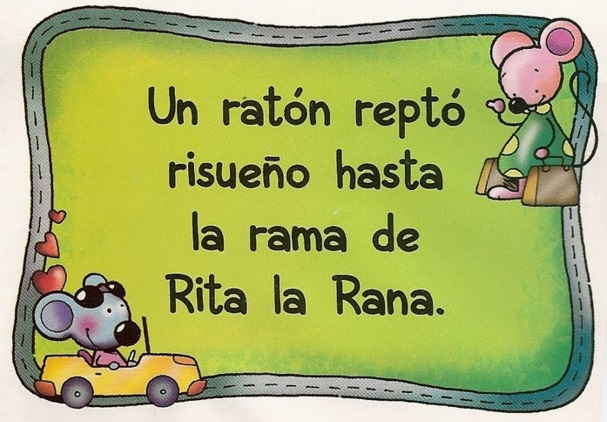 Un ratón reptó
risueño hasta
la rama de
Rita la Rana.